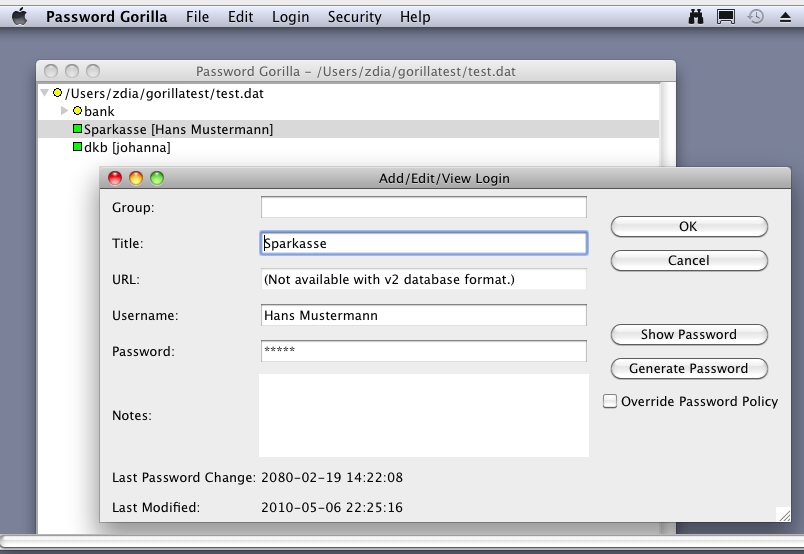 Password Gorilla File Edit Login Security Help
Password Gorilla – /Users/zdia/gorillatest/test.dat
/Users/zdia/gorillatest/test.dat
bank
Sparkasse [Hans Mustermann]
dkb [johanna]
Add/Edit/View Login
Group:
OK
Title: Sparkasse
Cancel
URL: (Not available with v2 database format.)
Username: Hans Mustermann
Show Password
Password: *****
Generate Password
Override Password Policy
Notes:
Last Password Change: 2080-02-19 14:22:08
Last Modified: 2010-05-06 22:25:16